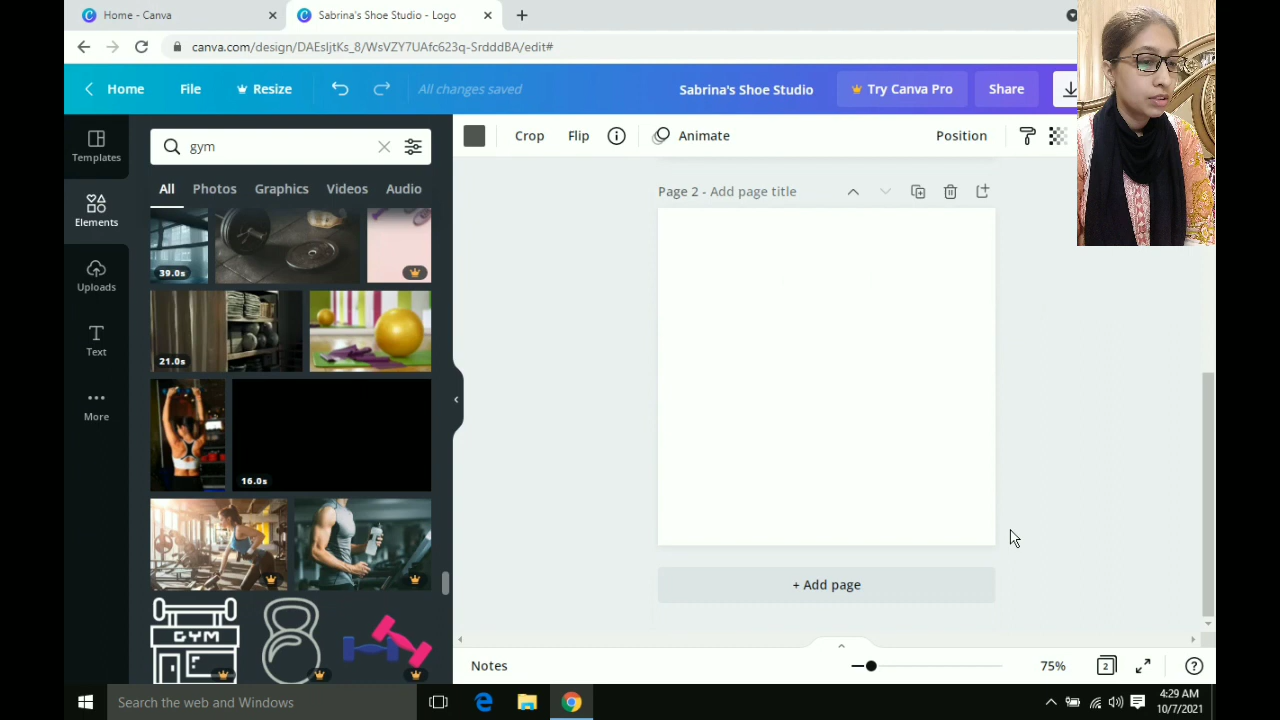 Home - Canva
Sabrina's Shoe Studio - Logo
canva.com/design/DAEsljtKs_8/WsVZY7UAfc623q-SrdddBA/edit#
Home File Resize All changes saved Sabrina's Shoe Studio Try Canva Pro Share
Templates
Elements
Uploads
Text
More
gym
All Photos Graphics Videos Audio
39.0s
21.0s
16.0s
GYM
Crop Flip Animate Position
Page 2 - Add page title
+ Add page
Notes 75% 2
Search the web and Windows
4:29 AM
10/7/2021